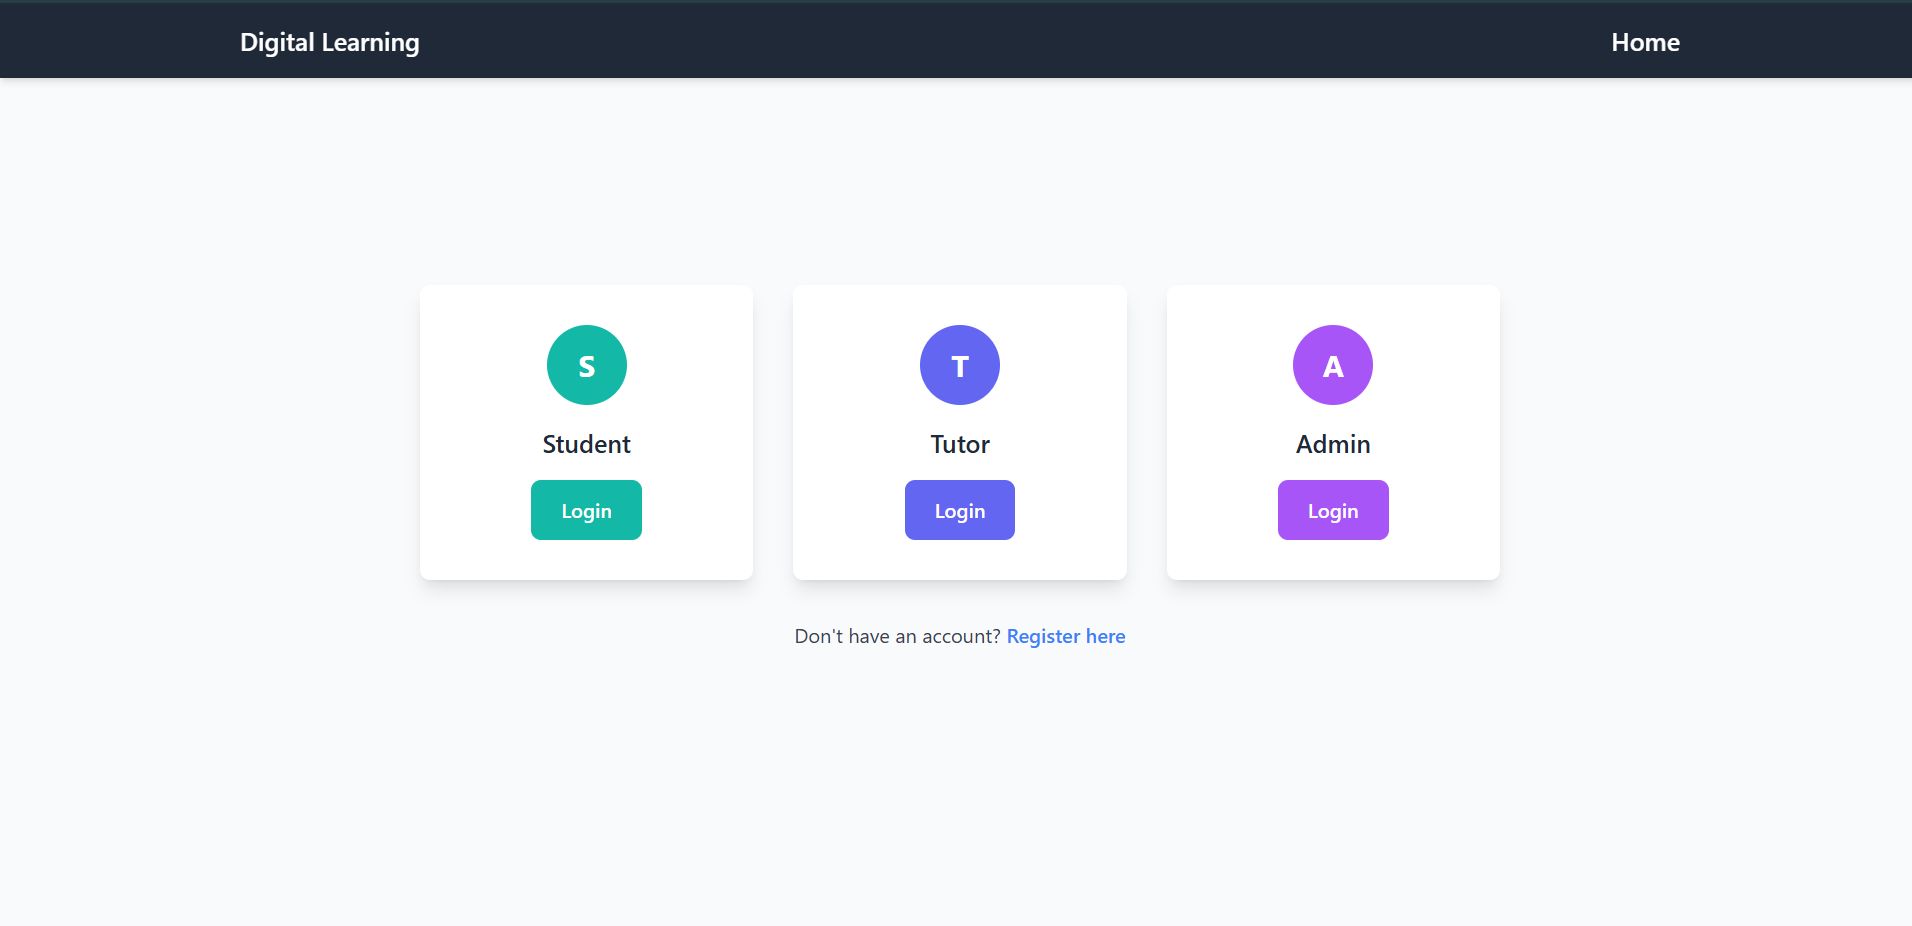 Digital Learning
Home
S
T
A
Student
Tutor
Admin
Login
Login
Login
Don't have an account? Register here